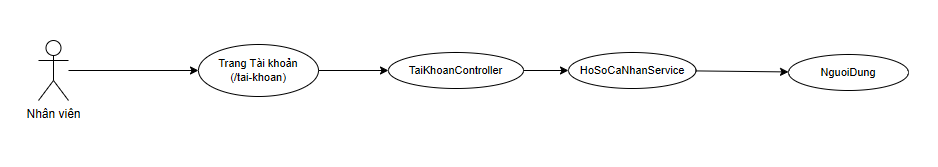 Trang Tài khoản
(/tai-khoan)
TaiKhoanController
HoSoCaNhanService
NguoiDung
Nhân viên